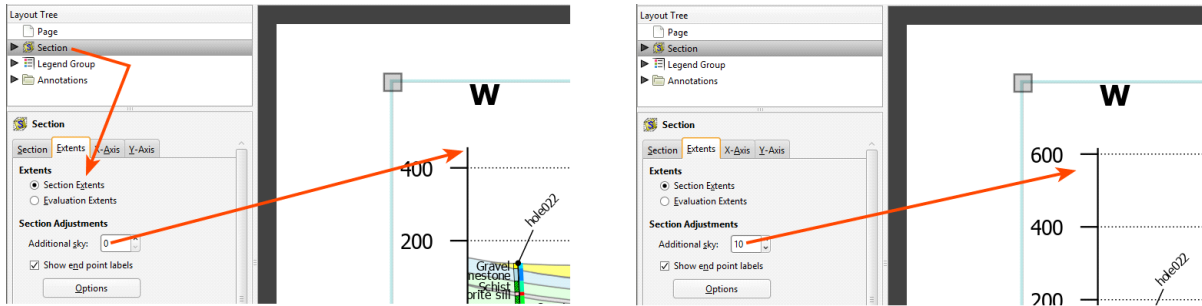 Layout Tree
Page
Section
Legend Group
Annotations
Section
Section Extents X-Axis Y-Axis
Extents
Section Extents
Evaluation Extents
Section Adjustments
Additional sky: 0
Show end point labels
Options
W
400
200
hole022
Gravel
nestone
Schist
orite sill
Layout Tree
Page
Section
Legend Group
Annotations
Section
Section Extents X-Axis Y-Axis
Extents
Section Extents
Evaluation Extents
Section Adjustments
Additional sky: 10
Show end point labels
Options
W
600
400
200
hole022